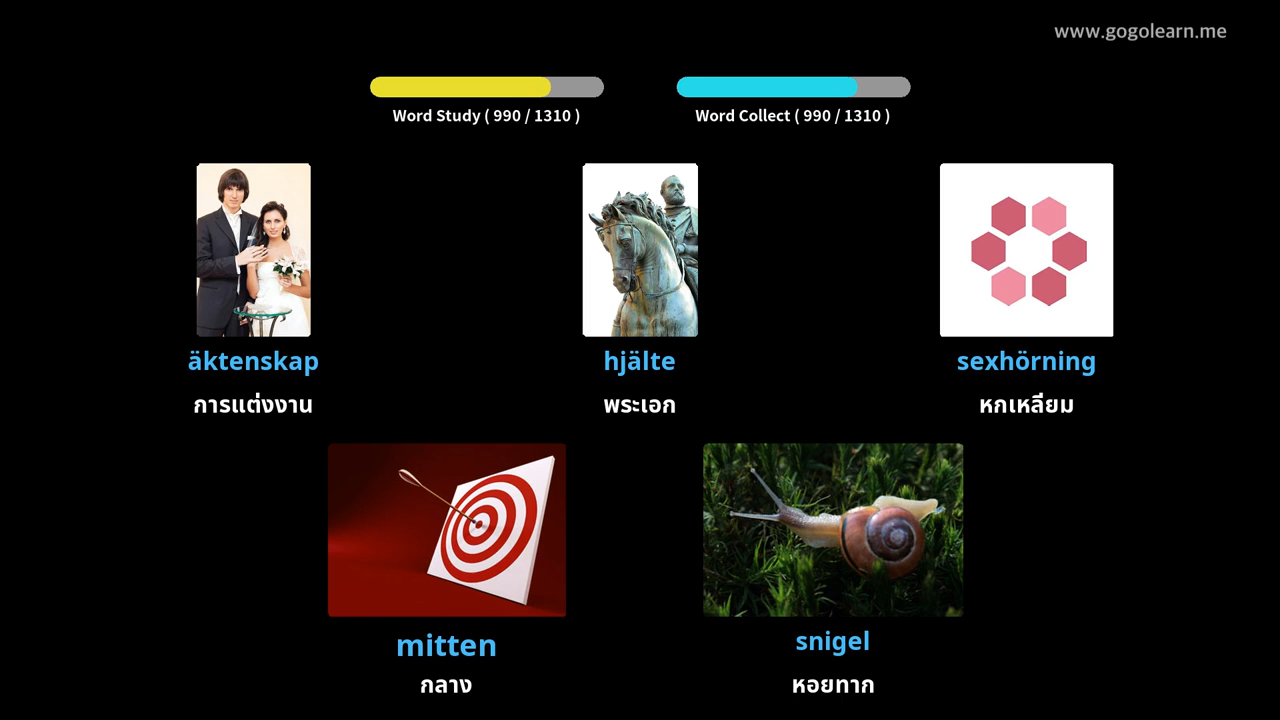 www.gogolearn.me
Word Study ( 990 / 1310 )
Word Collect ( 990 / 1310 )
äktenskap
hjälte
sexhörning
การแต่งงาน
พระเอก
หกเหลี่ยม
mitten
snigel
กลาง
หอยทาก